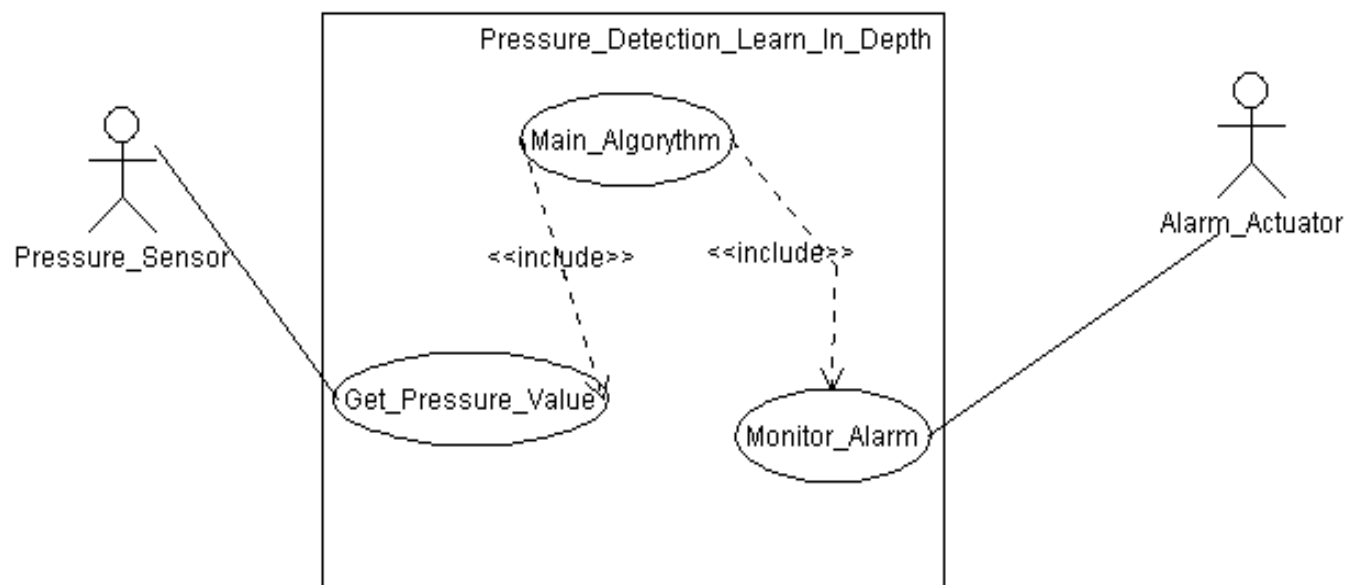 Pressure_Detection_Learn_In_Depth
Main_Algorythm
Pressure_Sensor
<<include>>
<<include>>
Alarm_Actuator
Get_Pressure_Value
Monitor_Alarm